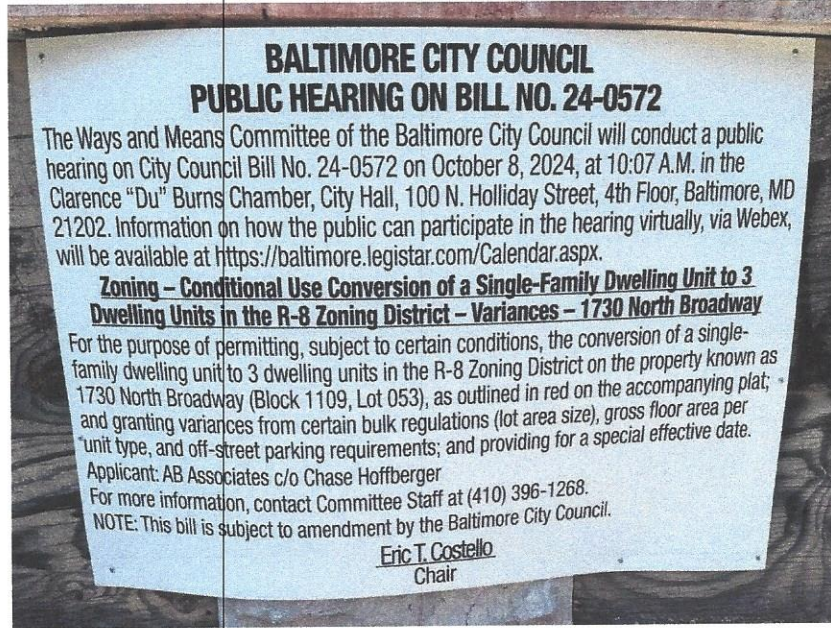 BALTIMORE CITY COUNCIL
PUBLIC HEARING ON BILL NO. 24-0572
The Ways and Means Committee of the Baltimore City Council will conduct a public
hearing on City Council Bill No. 24-0572 on October 8, 2024, at 10:07 A.M. in the
Clarence “Du” Burns Chamber, City Hall, 100 N. Holliday Street, 4th Floor, Baltimore, MD
21202. Information on how the public can participate in the hearing virtually, via Webex,
will be available at https://baltimore.legistar.com/Calendar.aspx.
Zoning – Conditional Use Conversion of a Single-Family Dwelling Unit to 3
Dwelling Units in the R-8 Zoning District – Variances – 1730 North Broadway
For the purpose of permitting, subject to certain conditions, the conversion of a single-
family dwelling unit to 3 dwelling units in the R-8 Zoning District on the property known as
1730 North Broadway (Block 1109, Lot 053), as outlined in red on the accompanying plat;
and granting variances from certain bulk regulations (lot area size), gross floor area per
unit type, and off-street parking requirements; and providing for a special effective date.
Applicant: AB Associates c/o Chase Hoffberger
For more information, contact Committee Staff at (410) 396-1268.
NOTE: This bill is subject to amendment by the Baltimore City Council.
Eric T. Costello
Chair